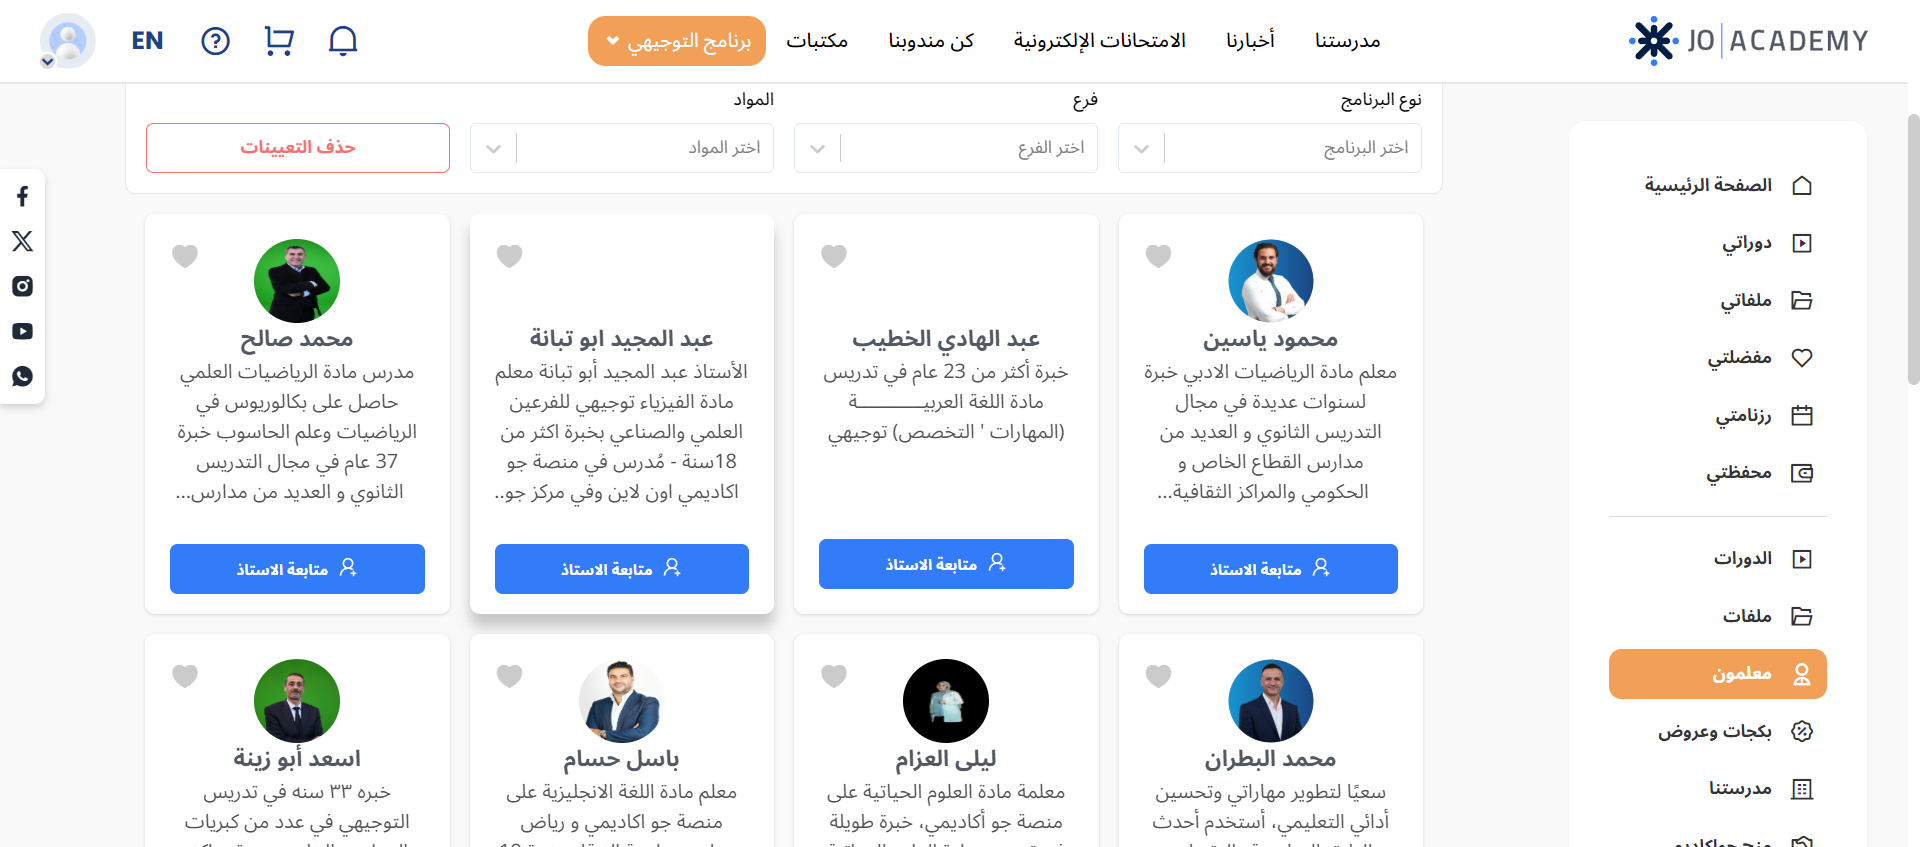 JO ACADEMY
مدرستنا
أخبارنا
الامتحانات الإلكترونية
كن مندوبنا
مكتبات
برنامج التوجيهي
EN
نوع البرنامج
اختر البرنامج
فرع
اختر الفرع
المواد
اختر المواد
حذف التعيينات
الصفحة الرئيسية
دوراتي
ملفاتي
مفضلتي
رزنامتي
محفظتي
الدورات
ملفات
معلمون
بكجات وعروض
مدرستنا
محمود ياسين
معلم مادة الرياضيات الادبي خبرة
لسنوات عديدة في مجال
التدريس الثانوي و العديد من
مدارس القطاع الخاص و
الحكومي والمراكز الثقافية...
متابعة الاستاذ
عبد الهادي الخطيب
خبرة أكثر من 23 عام في تدريس
مادة اللغة العربيـــــــــــة
(المهارات ' التخصص) توجيهي
متابعة الاستاذ
عبد المجيد ابو تبانة
الأستاذ عبد المجيد أبو تبانة معلم
مادة الفيزياء توجيهي للفرعين
العلمي والصناعي بخبرة اكثر من
18سنة - مُدرس في منصة جو
اكاديمي اون لاين وفي مركز جو..
متابعة الاستاذ
محمد صالح
مدرس مادة الرياضيات العلمي
حاصل على بكالوريوس في
الرياضيات وعلم الحاسوب خبرة
37 عام في مجال التدريس
الثانوي و العديد من مدارس...
متابعة الاستاذ
محمد البطران
سعيًا لتطوير مهاراتي وتحسين
أدائي التعليمي، أستخدم أحدث
ليلى العزام
معلمة مادة العلوم الحياتية على
منصة جو أكاديمي، خبرة طويلة
باسل حسام
معلم مادة اللغة الانجليزية على
منصة جو اكاديمي و رياض
اسعد أبو زينة
خبره ٣٣ سنه في تدريس
التوجيهي في عدد من كبريات